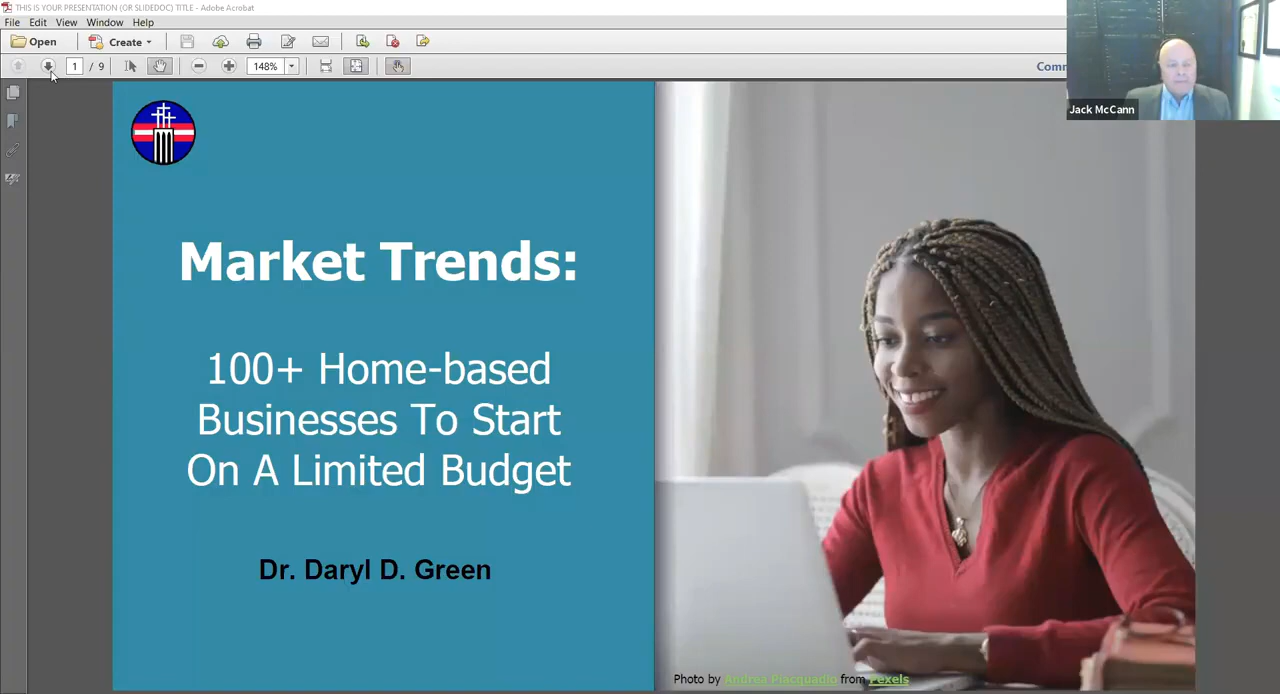 THIS IS YOUR PRESENTATION (OR SLIDEDOC) TITLE - Adobe Acrobat
File Edit View Window Help
Open Create
1 / 9 148% Comm
Jack McCann
Market Trends:
100+ Home-based
Businesses To Start
On A Limited Budget
Dr. Daryl D. Green
Photo by Andrea Piacquadio from Pexels